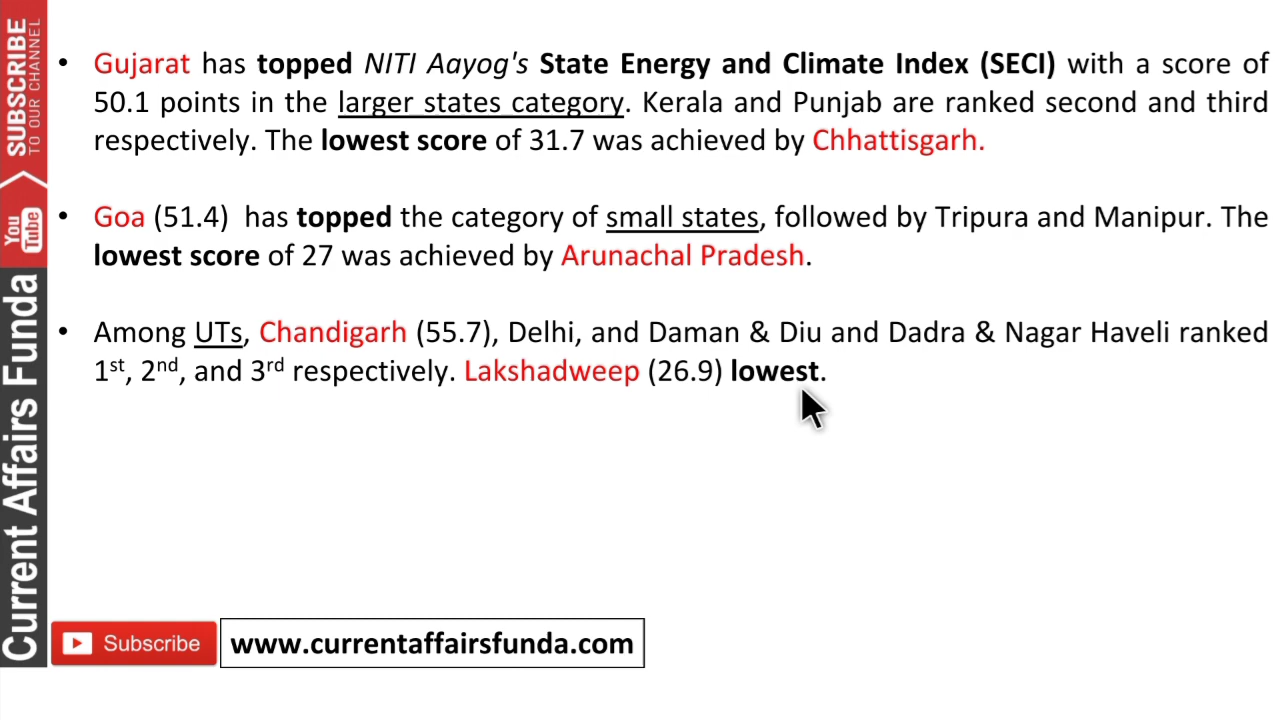 • Gujarat has topped NITI Aayog's State Energy and Climate Index (SECI) with a score of
50.1 points in the larger states category. Kerala and Punjab are ranked second and third
respectively. The lowest score of 31.7 was achieved by Chhattisgarh.
• Goa (51.4) has topped the category of small states, followed by Tripura and Manipur. The
lowest score of 27 was achieved by Arunachal Pradesh.
• Among UTs, Chandigarh (55.7), Delhi, and Daman & Diu and Dadra & Nagar Haveli ranked
1st, 2nd, and 3rd respectively. Lakshadweep (26.9) lowest.
SUBSCRIBE
TO OUR CHANNEL
You
Tube
Current Affairs Funda
Subscribe
www.currentaffairsfunda.com